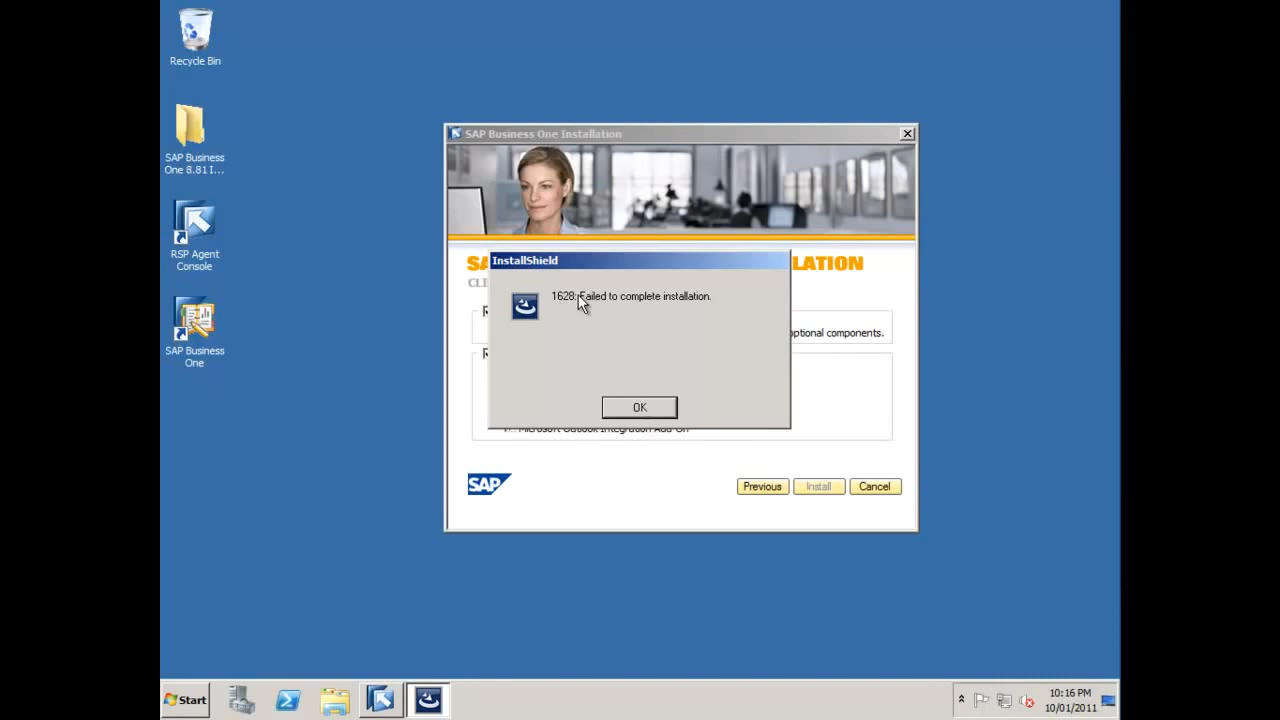 Recycle Bin
SAP Business
One 8.81 I...
RSP Agent
Console
SAP Business
One
SAP Business One Installation
LATION
InstallShield
1628: Failed to complete installation.
optional components.
Microsoft Outlook Integration Add-On
OK
SAP
Previous
Install
Cancel
Start
10:16 PM
10/01/2011